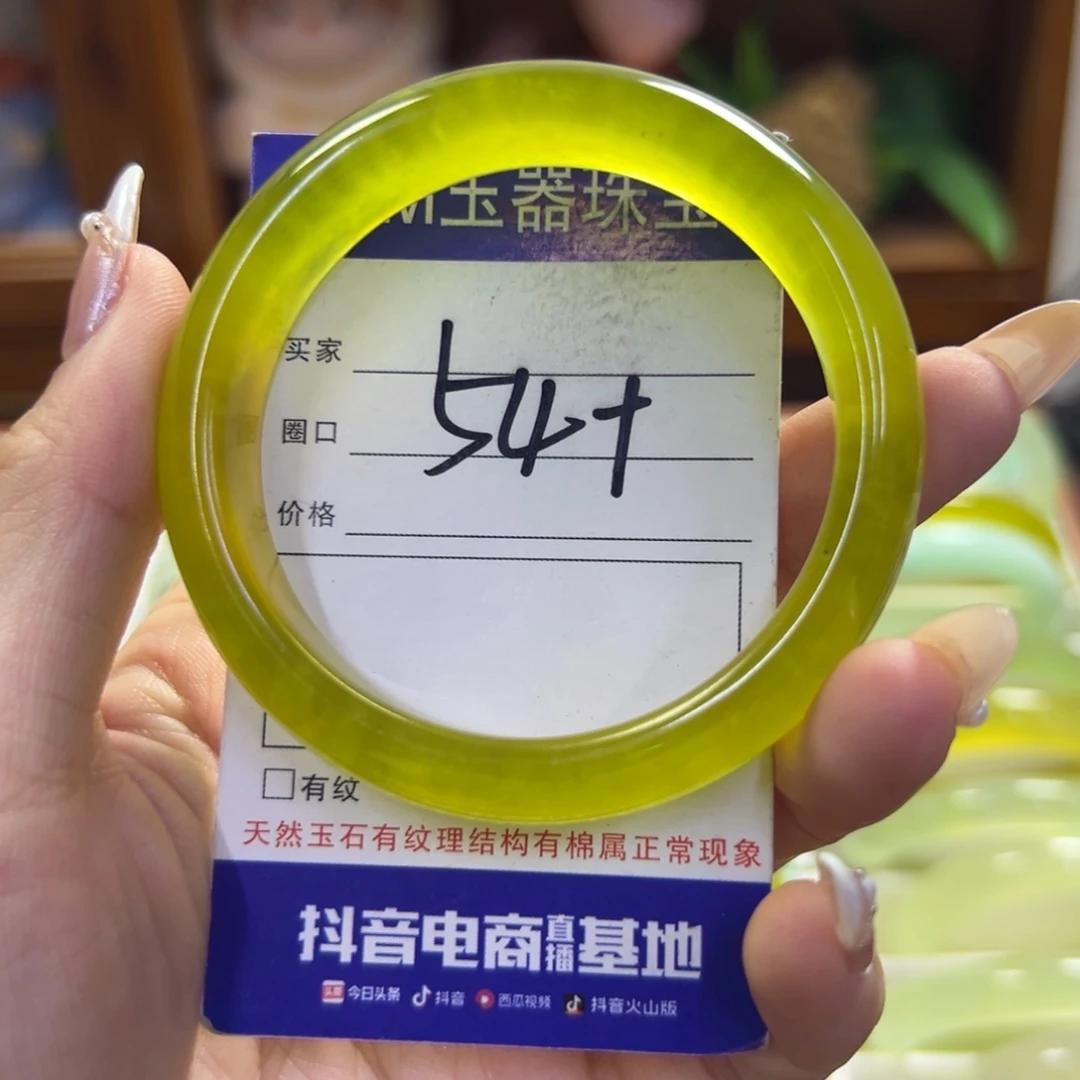 玉器珠宝
买家
圈口 54+
价格
有纹
天然玉石有纹理结构有棉属正常现象
抖音电商直播基地
头条 今日头条 抖音 西瓜视频 抖音火山版